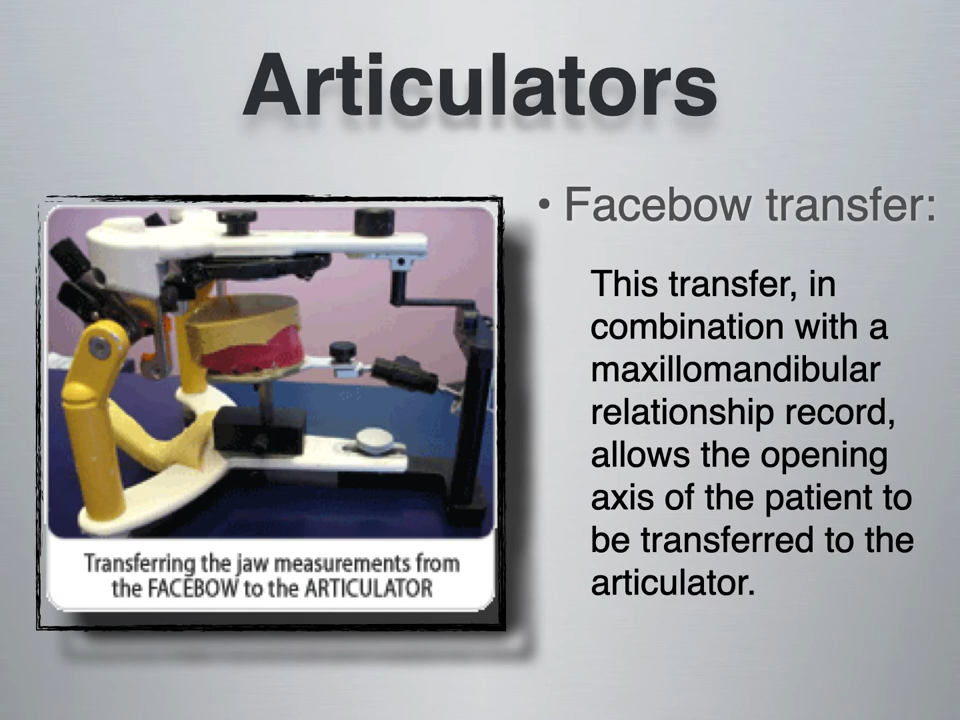 Articulators
• Facebow transfer:
This transfer, in
combination with a
maxillomandibular
relationship record,
allows the opening
axis of the patient to
be transferred to the
articulator.
Transferring the jaw measurements from
the FACEBOW to the ARTICULATOR